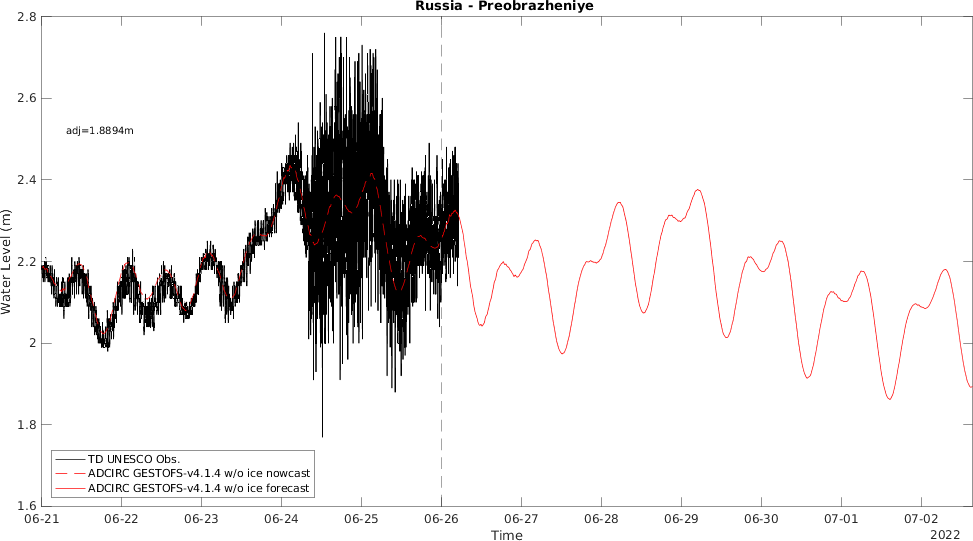 Russia - Preobrazheniye
2.8
2.6
2.4
2.2
2
1.8
1.6
Water Level (m)
adj=1.8894m
TD UNESCO Obs.
ADCIRC GESTOFS-v4.1.4 w/o ice nowcast
ADCIRC GESTOFS-v4.1.4 w/o ice forecast
06-21 06-22 06-23 06-24 06-25 06-26 06-27 06-28 06-29 06-30 07-01 07-02
Time
2022